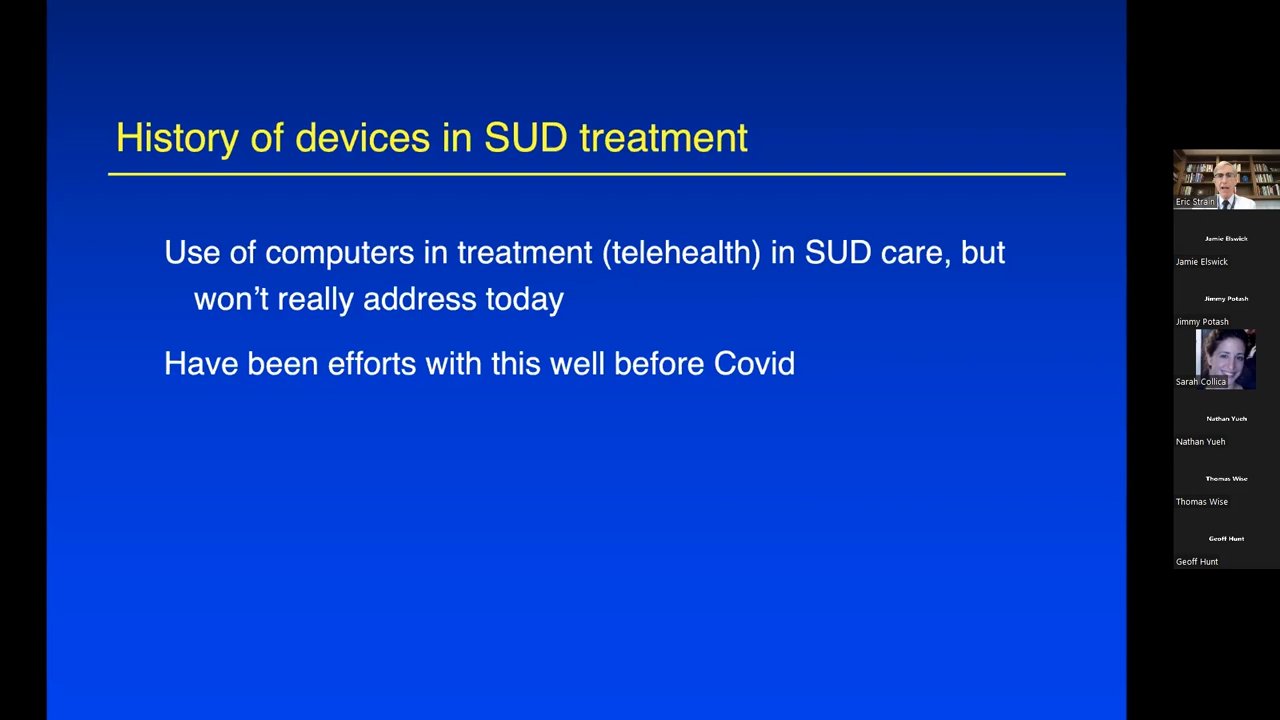 History of devices in SUD treatment
Use of computers in treatment (telehealth) in SUD care, but
won’t really address today
Have been efforts with this well before Covid
Eric Strain
Jamie Elswick
Jamie Elswick
Jimmy Potash
Jimmy Potash
Sarah Collica
Nathan Yueh
Nathan Yueh
Thomas Wise
Thomas Wise
Geoff Hunt
Geoff Hunt